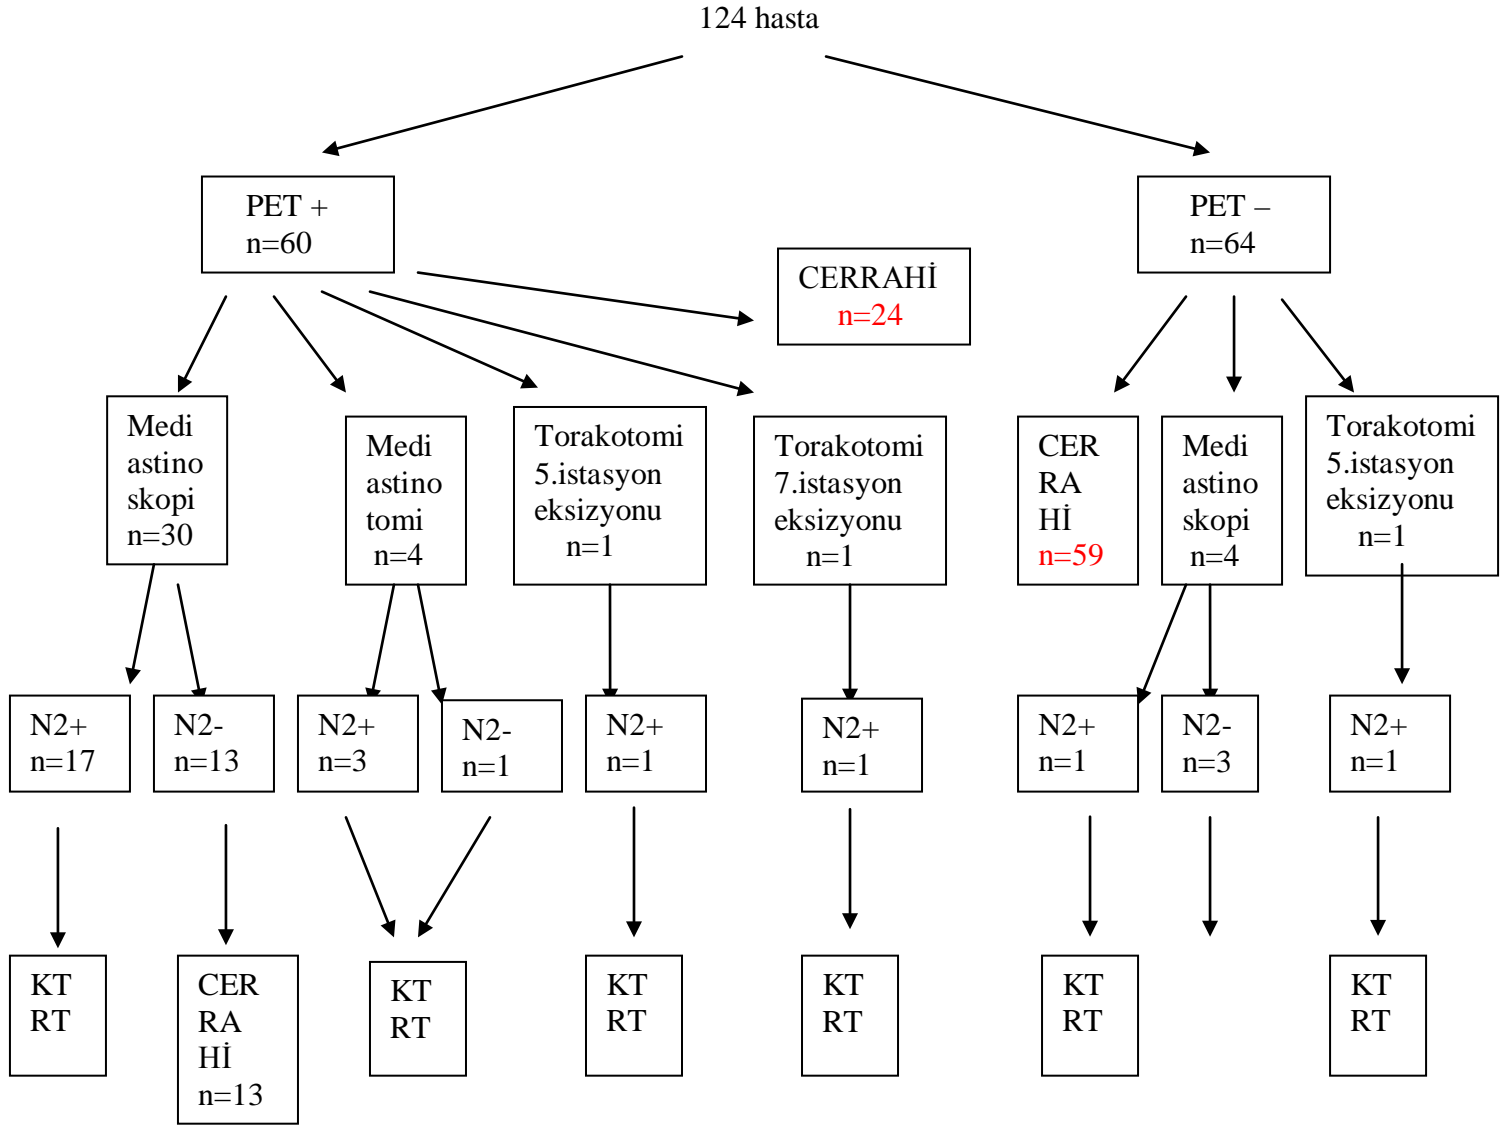 124 hasta
PET +
n=60
PET –
n=64
CERRAHİ
n=24
Medi
astino
skopi
n=30
Medi
astino
tomi
n=4
Torakotomi
5.istasyon
eksizyonu
n=1
Torakotomi
7.istasyon
eksizyonu
n=1
CER
RA
Hİ
n=59
Medi
astino
skopi
n=4
Torakotomi
5.istasyon
eksizyonu
n=1
N2+
n=17
N2-
n=13
N2+
n=3
N2-
n=1
N2+
n=1
N2+
n=1
N2+
n=1
N2-
n=3
N2+
n=1
KT
RT
CER
RA
Hİ
n=13
KT
RT
KT
RT
KT
RT
KT
RT
KT
RT